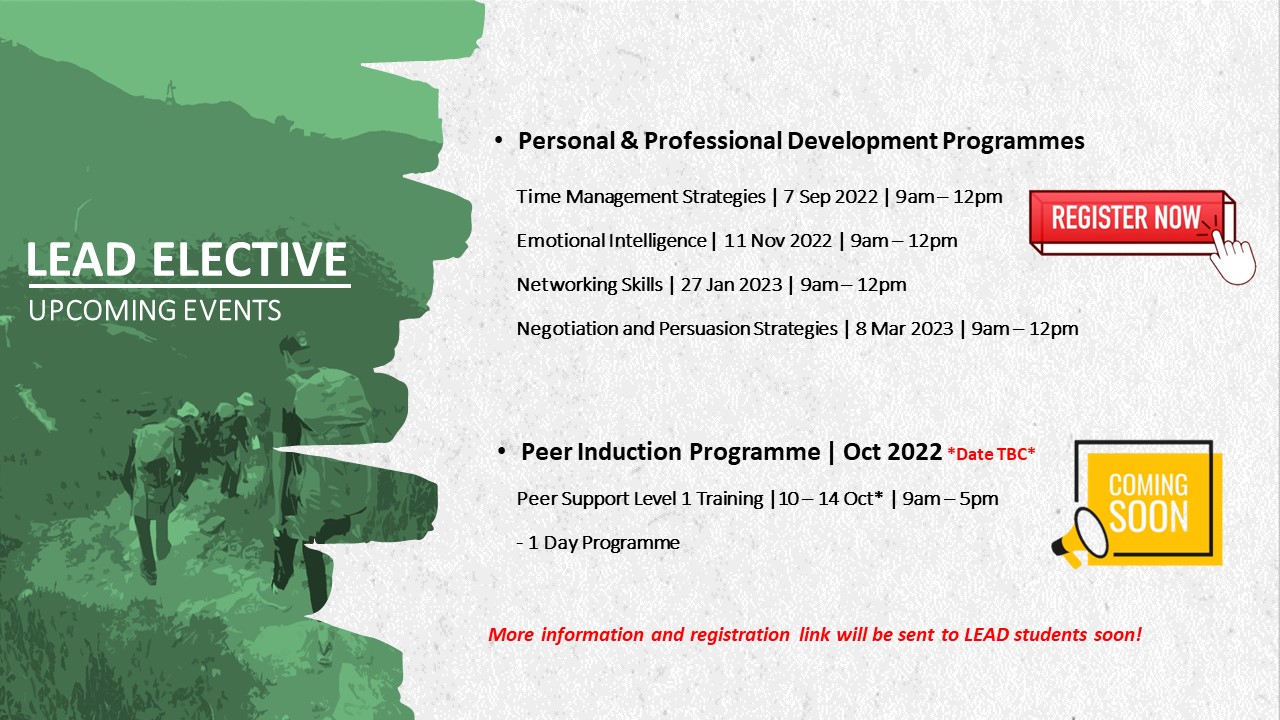 LEAD ELECTIVE
UPCOMING EVENTS
• Personal & Professional Development Programmes
Time Management Strategies | 7 Sep 2022 | 9am – 12pm
Emotional Intelligence | 11 Nov 2022 | 9am – 12pm
Networking Skills | 27 Jan 2023 | 9am – 12pm
Negotiation and Persuasion Strategies | 8 Mar 2023 | 9am – 12pm
REGISTER NOW
• Peer Induction Programme | Oct 2022 *Date TBC*
Peer Support Level 1 Training | 10 – 14 Oct* | 9am – 5pm
- 1 Day Programme
COMING
SOON
More information and registration link will be sent to LEAD students soon!